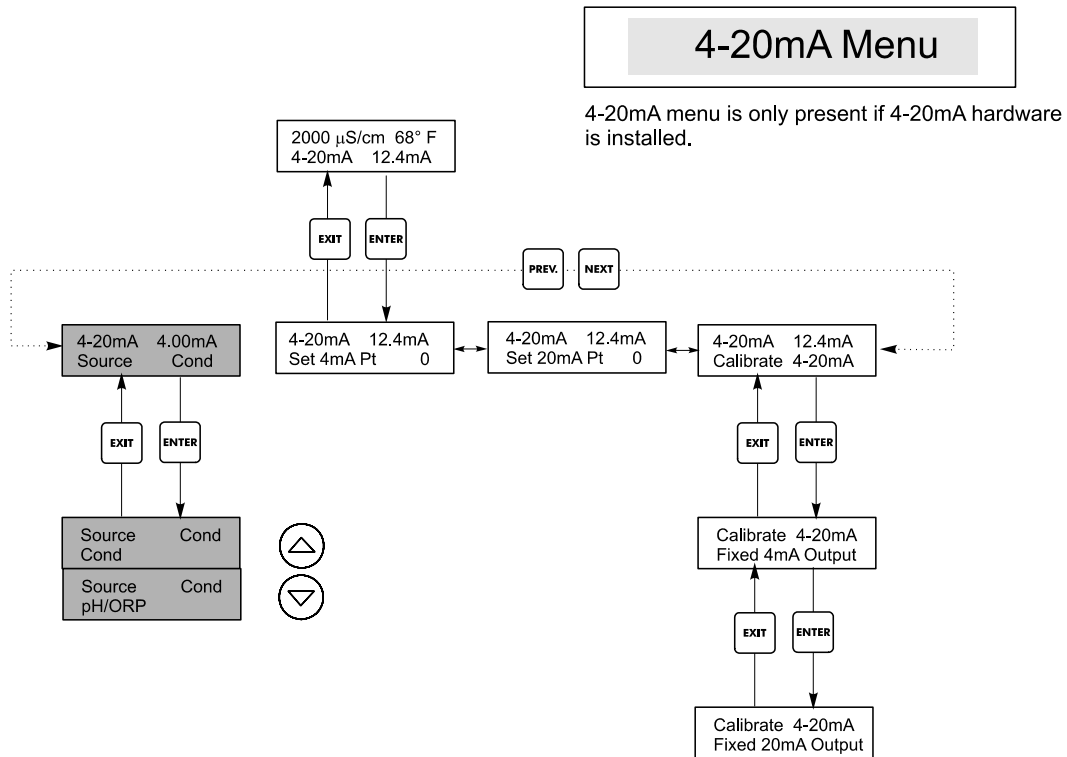 4-20mA Menu
4-20mA menu is only present if 4-20mA hardware
is installed.
2000 µS/cm 68° F
4-20mA 12.4mA
EXIT
ENTER
PREV.
NEXT
4-20mA 4.00mA
Source Cond
4-20mA 12.4mA
Set 4mA Pt 0
4-20mA 12.4mA
Set 20mA Pt 0
4-20mA 12.4mA
Calibrate 4-20mA
EXIT
ENTER
EXIT
ENTER
Source Cond
Cond
Source Cond
pH/ORP
Calibrate 4-20mA
Fixed 4mA Output
EXIT
ENTER
Calibrate 4-20mA
Fixed 20mA Output